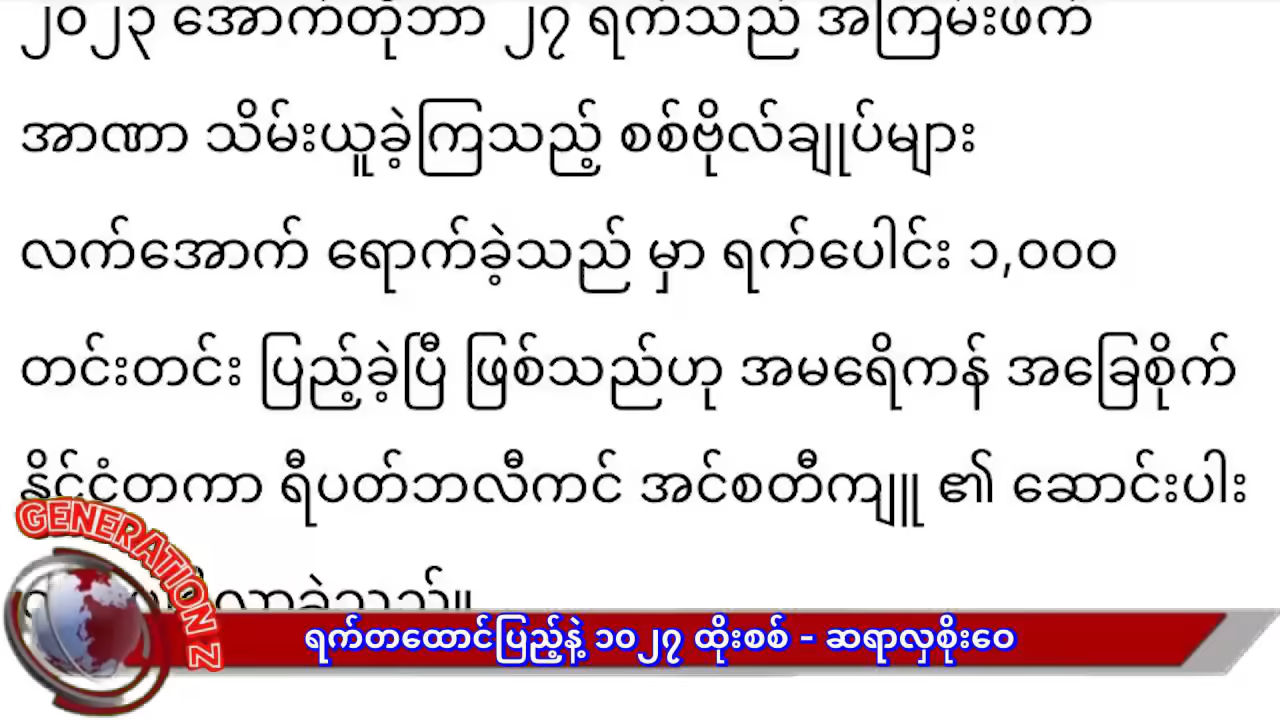 ၂၀၂၃ အောက်တိုဘာ ၂၇ ရက်သည် အကြမ်းဖက်
အာဏာ သိမ်းယူခဲ့ကြသည့် စစ်ဗိုလ်ချုပ်များ
လက်အောက် ရောက်ခဲ့သည် မှာ ရက်ပေါင်း ၁,၀၀၀
တင်းတင်း ပြည့်ခဲ့ပြီ ဖြစ်သည်ဟု အမရေိကန် အခြေစိုက်
နိုင်ငံတကာ ရီပတ်ဘလီကင် အင်စတီကျူ ၏ ဆောင်းပါး
လာခဲ့သည်။
GENERATION Z
ရက်တထောင်ပြည့်နဲ့ ၁၀၂၇ ထိုးစစ် - ဆရာလှစိုးဝေ